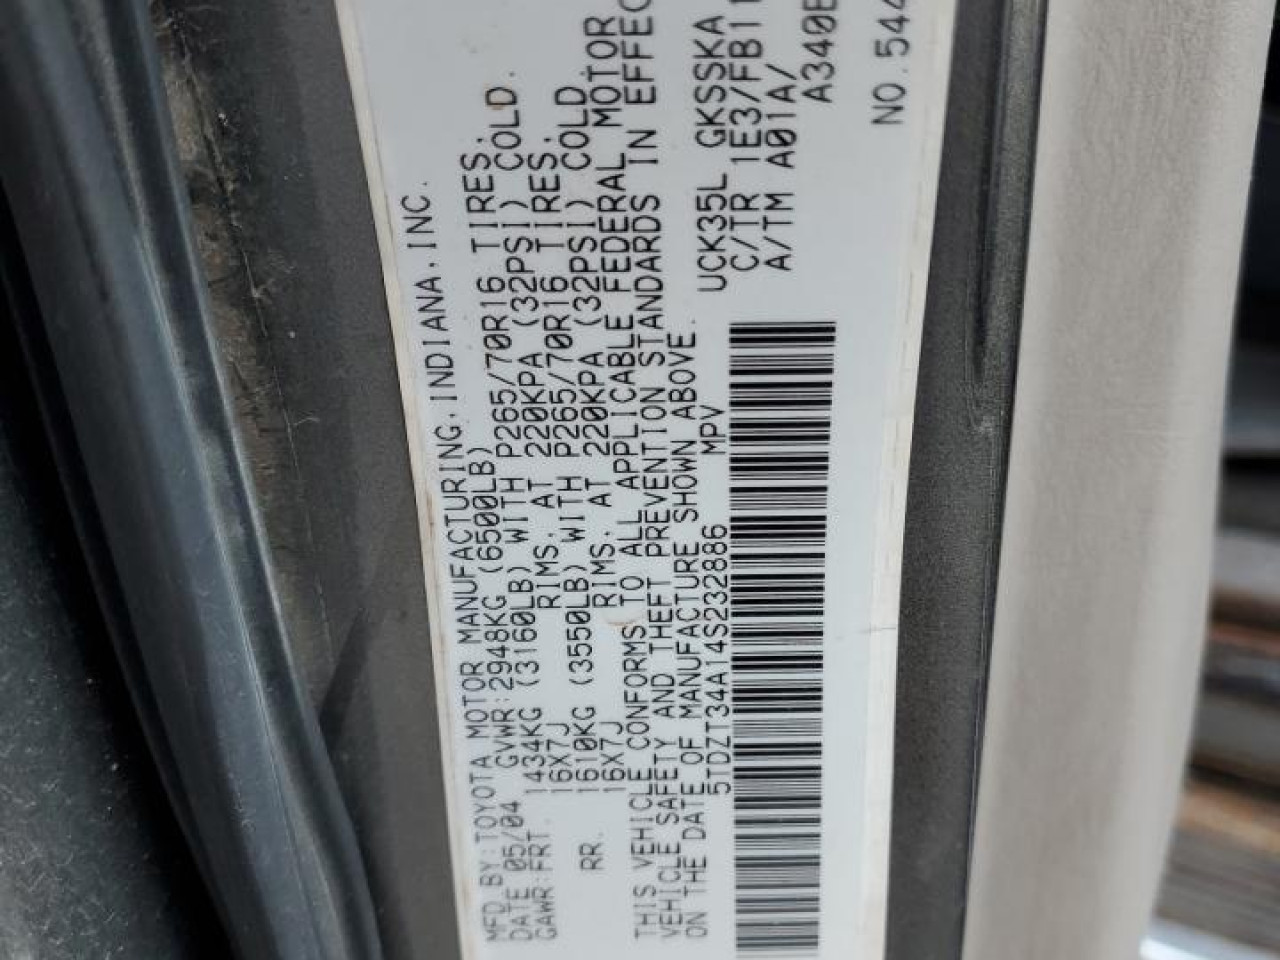 MFD. BY: TOYOTA MOTOR MANUFACTURING, INDIANA, INC.
DATE 05/04 GVWR: 2948KG (6500LB)
GAWR: FRT. 1434KG (3160LB) WITH P265/70R16 TIRES,
16X7J RIMS, AT 220KPA (32PSI) COLD.
RR. 1610KG (3550LB) WITH P265/70R16 TIRES,
16X7J RIMS, AT 220KPA (32PSI) COLD.
THIS VEHICLE CONFORMS TO ALL APPLICABLE FEDERAL MOTOR
VEHICLE SAFETY AND THEFT PREVENTION STANDARDS IN EFFEC
ON THE DATE OF MANUFACTURE SHOWN ABOVE.
5TDZT34A14S232886 MPV
UCK35L GKSSKA
C/TR 1E3/FB11
A/TM A01A/
A340E
NO.544